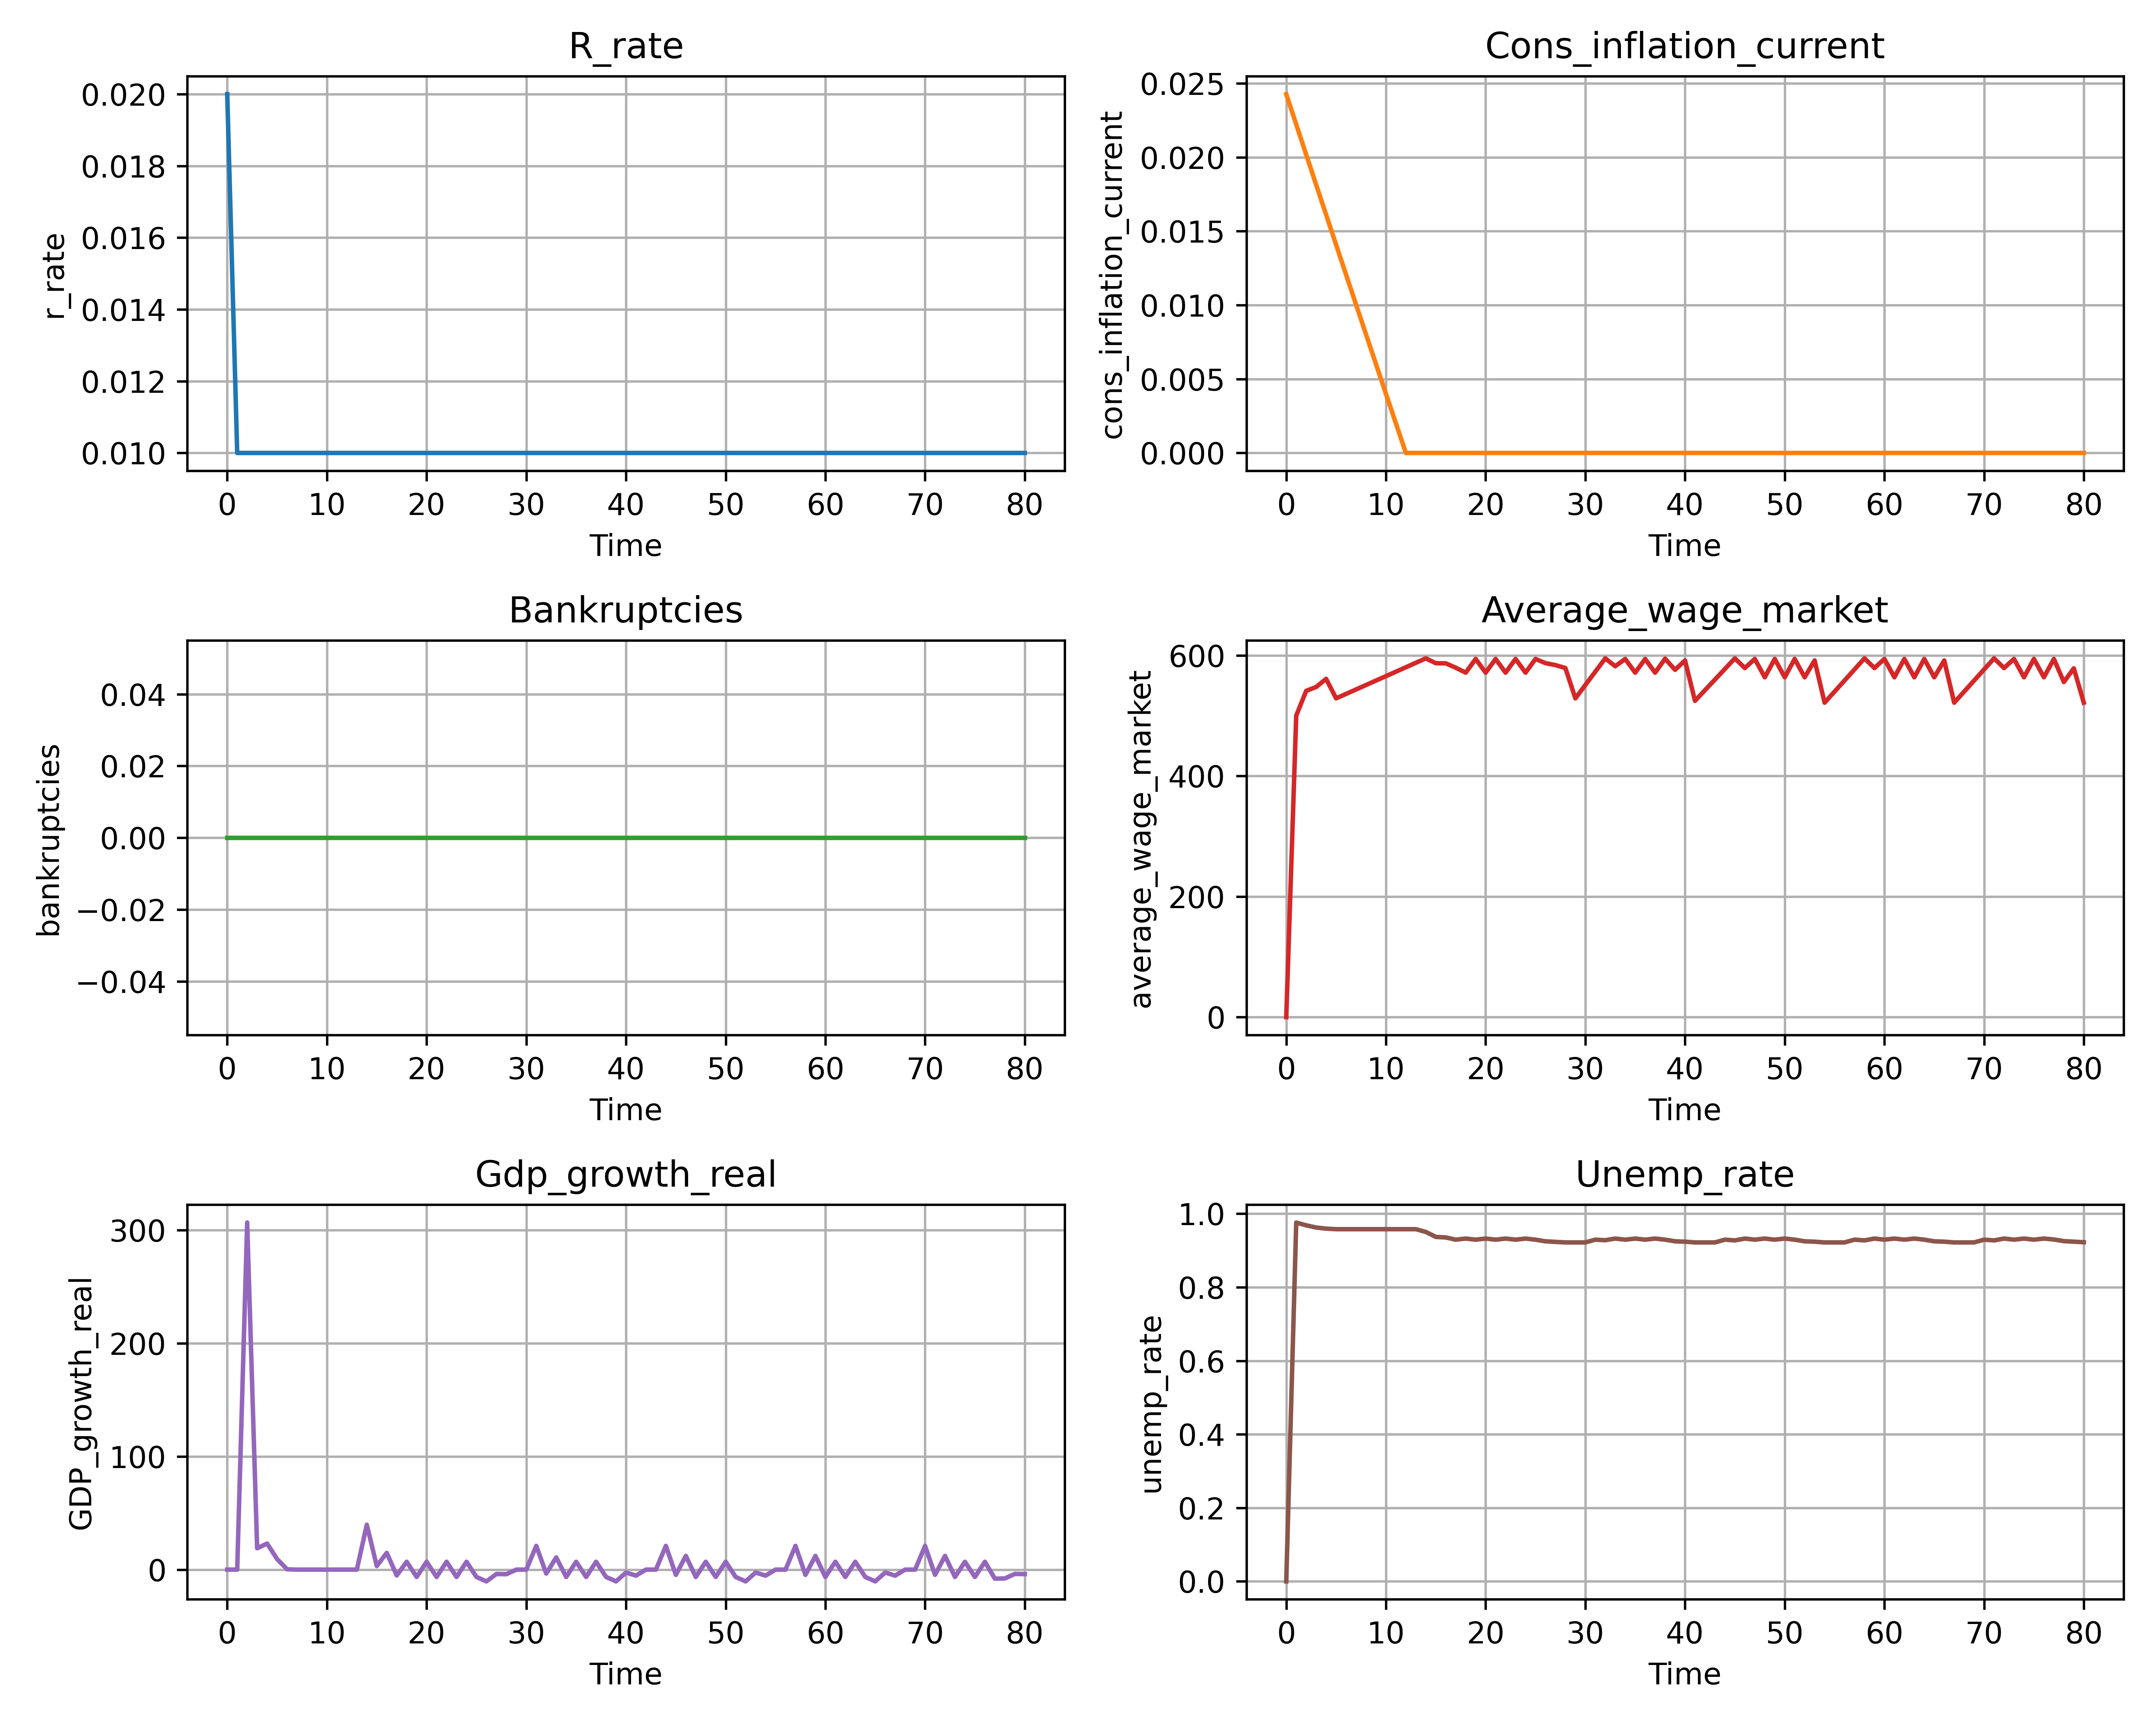 R_rate
r_rate
0.020
0.018
0.016
0.014
0.012
0.010
0 10 20 30 40 50 60 70 80
Time
Cons_inflation_current
cons_inflation_current
0.025
0.020
0.015
0.010
0.005
0.000
0 10 20 30 40 50 60 70 80
Time
Bankruptcies
bankruptcies
0.04
0.02
0.00
−0.02
−0.04
0 10 20 30 40 50 60 70 80
Time
Average_wage_market
average_wage_market
600
400
200
0
0 10 20 30 40 50 60 70 80
Time
Gdp_growth_real
GDP_growth_real
300
200
100
0
0 10 20 30 40 50 60 70 80
Time
Unemp_rate
unemp_rate
1.0
0.8
0.6
0.4
0.2
0.0
0 10 20 30 40 50 60 70 80
Time